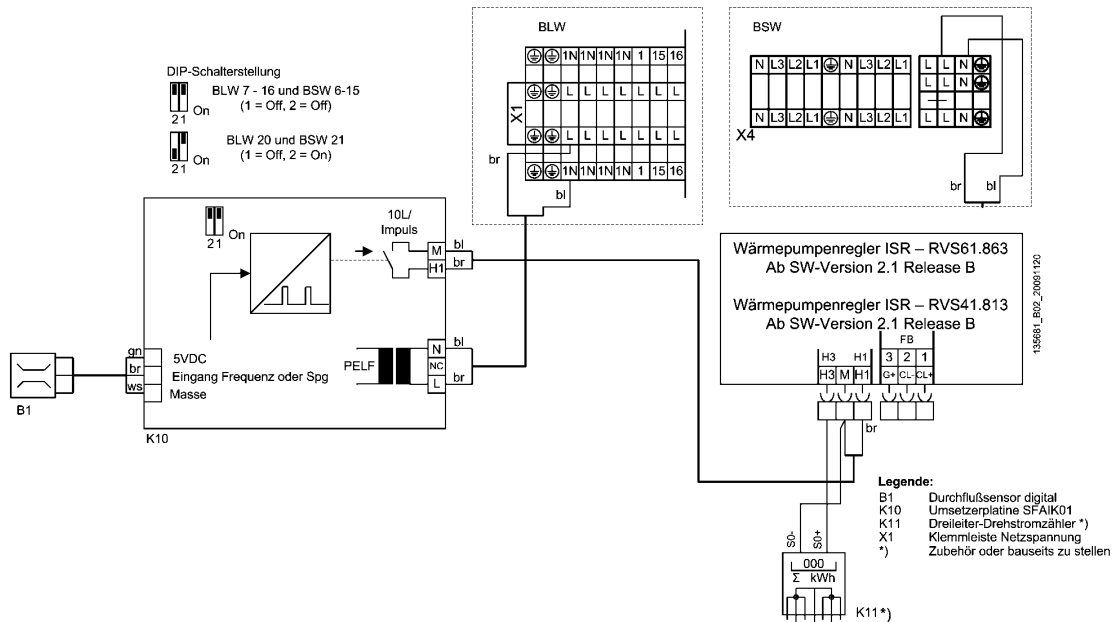 BLW
BSW
DIP-Schalterstellung
BLW 7 - 16 und BSW 6-15
(1 = Off, 2 = Off)
On
2 1
BLW 20 und BSW 21
(1 = Off, 2 = On)
On
2 1
1N 1N 1N 1N 1 15 16
L L L L L L L
X1
L L L L L L L
1N 1N 1N 1N 1 15 16
br
bl
N L3 L2 L1 N L3 L2 L1
L L N
L L N
N L3 L2 L1 N L3 L2 L1
L L N
X4
br
bl
2 1
On
10L/
Impuls
M
H1
bl
br
Wärmepumpenregler ISR – RVS61.863
Ab SW-Version 2.1 Release B
Wärmepumpenregler ISR – RVS41.813
Ab SW-Version 2.1 Release B
135681_B02_20091120
FB
H3 H1
3 2 1
H3 M H1
G+ CL- CL+
br
gn
br
ws
5VDC
Eingang Frequenz oder Spg
Masse
PELF
N
NC
L
bl
br
B1
K10
Legende:
B1 Durchflußsensor digital
K10 Umsetzerplatine SFAIK01
K11 Dreileiter-Drehstromzähler *)
X1 Klemmleiste Netzspannung
*) Zubehör oder bauseits zu stellen
S0-
S0+
000
Σ kWh
K11*)